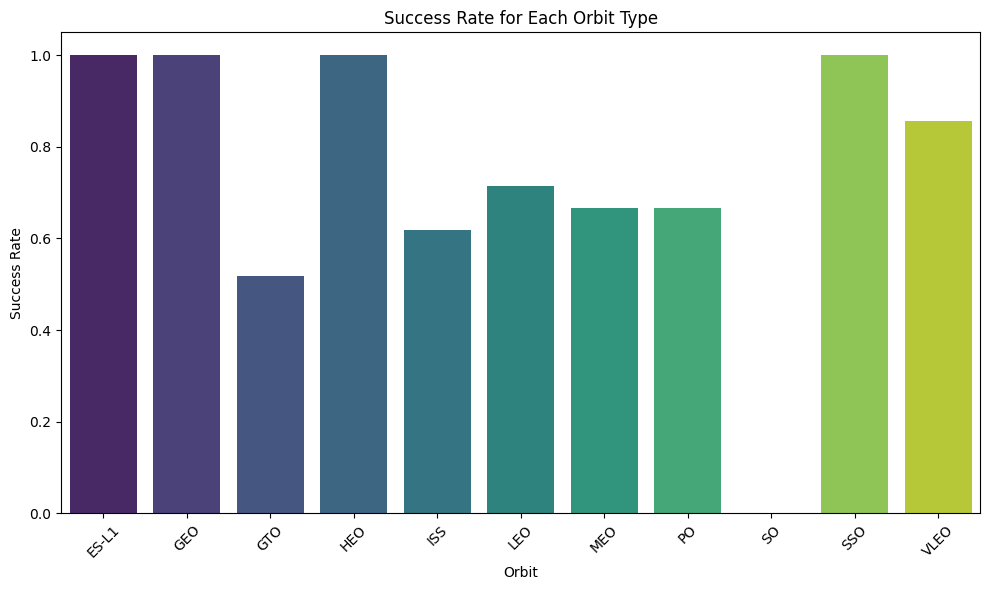 Success Rate for Each Orbit Type
Success Rate
1.0
0.8
0.6
0.4
0.2
0.0
ES-L1
GEO
GTO
HEO
ISS
LEO
MEO
PO
SO
SSO
VLEO
Orbit